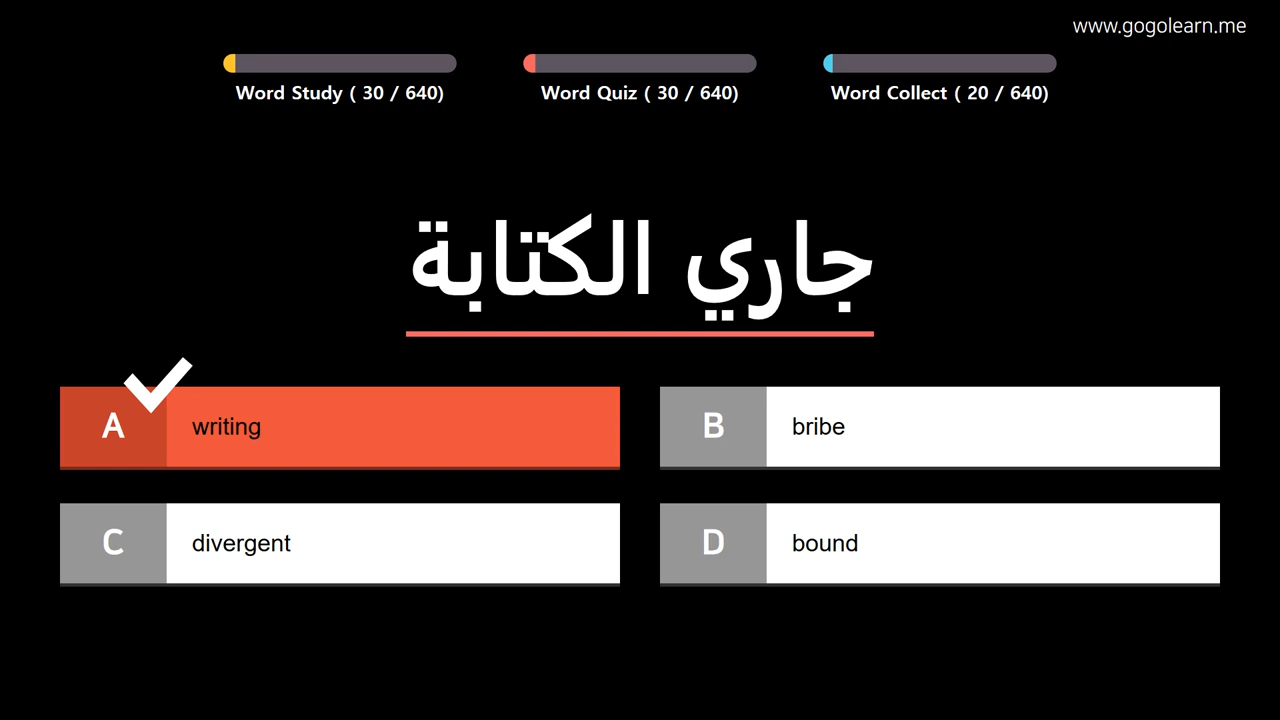 www.gogolearn.me
Word Study ( 30 / 640)
Word Quiz ( 30 / 640)
Word Collect ( 20 / 640)
جاري الكتابة
A writing
B bribe
C divergent
D bound